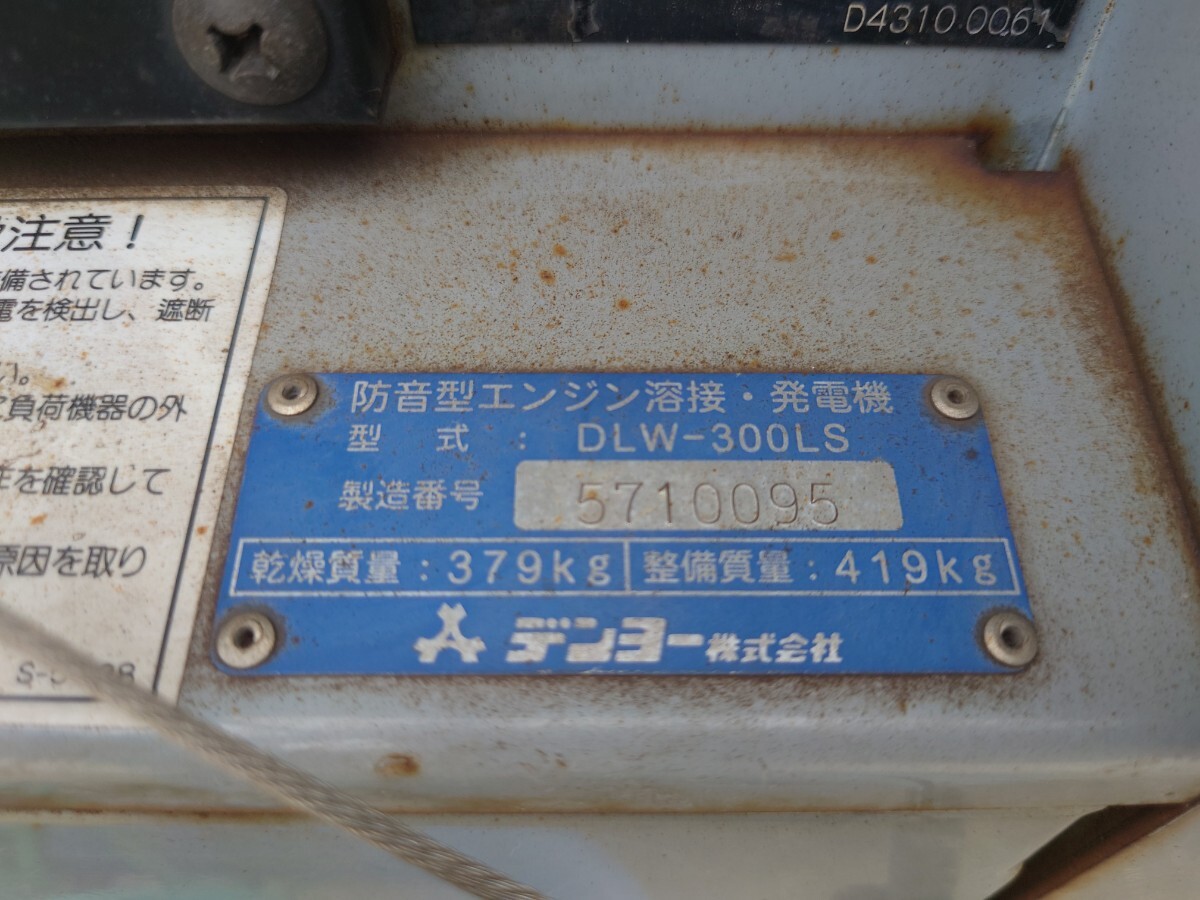 D4310 0061
注意！
備されています。
電を検出し、遮断
負荷機器の外
を確認して
原因を取り
防音型エンジン溶接・発電機
型 式 : DLW-300LS
製造番号 5710095
乾燥質量 : 379kg 整備質量 : 419kg
デンヨー株式会社